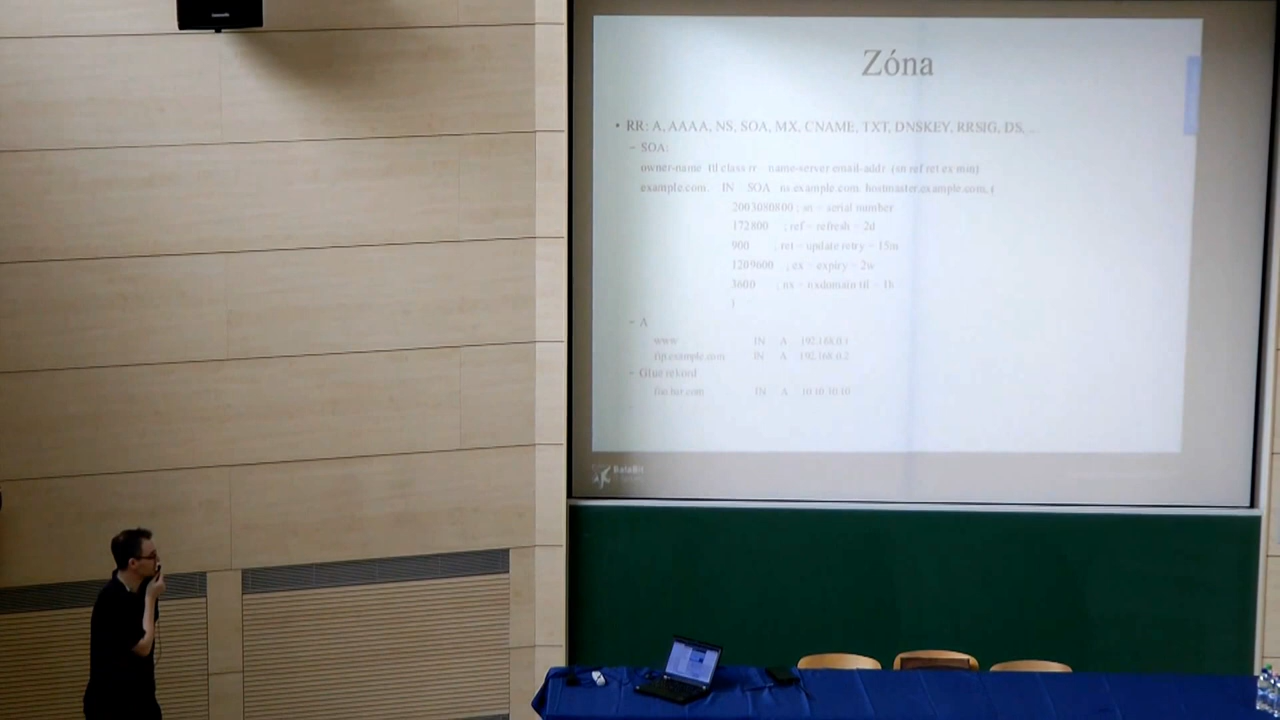 Zóna
• RR: A, AAAA, NS, SOA, MX, CNAME, TXT, DNSKEY, RRSIG, DS, ...
– SOA:
owner-name ttl class rr name-server email-addr (sn ref ret ex min)
example.com. IN SOA ns.example.com. hostmaster.example.com. (
2003080800 ; sn = serial number
172800 ; ref = refresh = 2d
900 ; ret = update retry = 15m
1209600 ; ex = expiry = 2w
3600 ; nx = nxdomain ttl = 1h
)
– A
www IN A 192.168.0.1
ftp.example.com IN A 192.168.0.2
– Glue rekord
foo.bar.com IN A 10.10.10.10
BalaBit